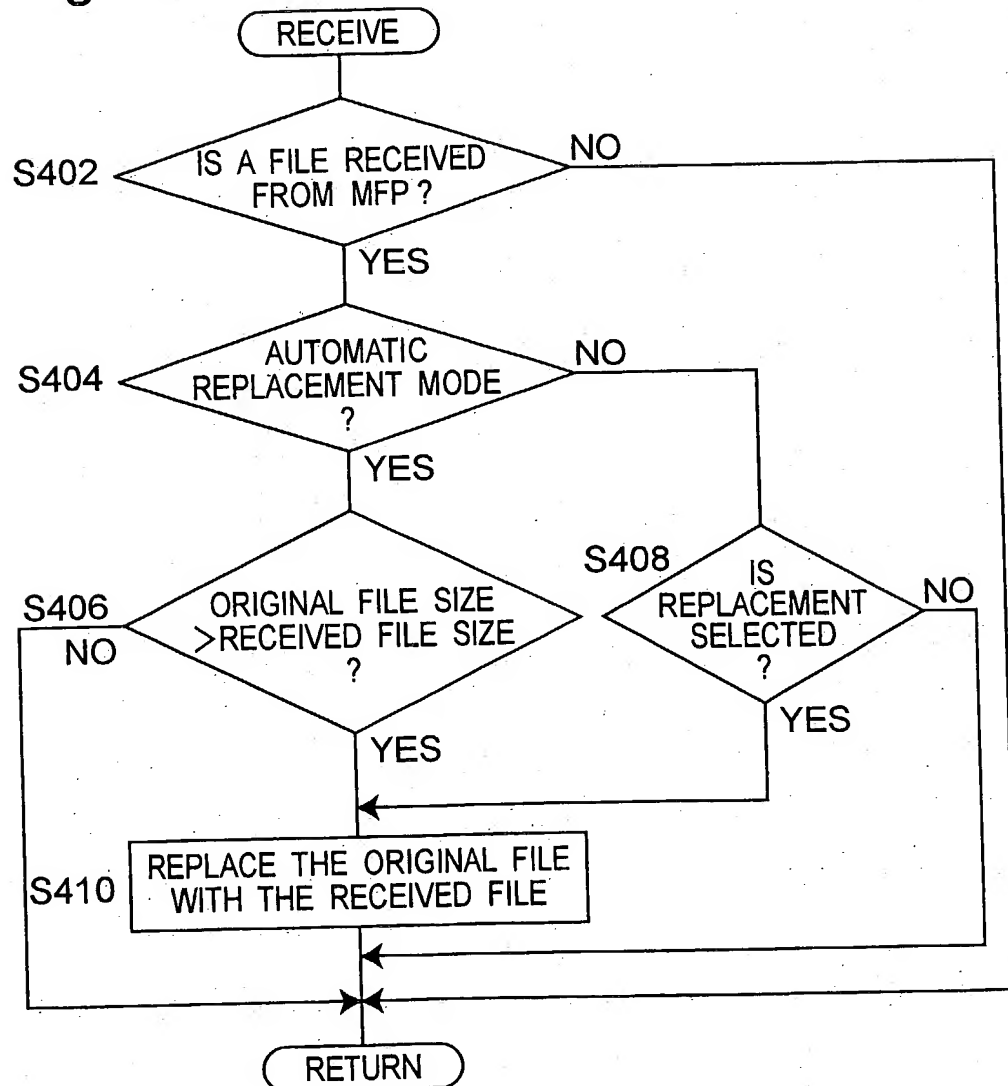 RECEIVE
S402
IS A FILE RECEIVED
FROM MFP?
NO
YES
S404
AUTOMATIC
REPLACEMENT MODE
?
NO
YES
S406
NO
ORIGINAL FILE SIZE
>RECEIVED FILE SIZE
?
YES
S408
IS
REPLACEMENT
SELECTED
?
NO
YES
S410
REPLACE THE ORIGINAL FILE
WITH THE RECEIVED FILE
RETURN